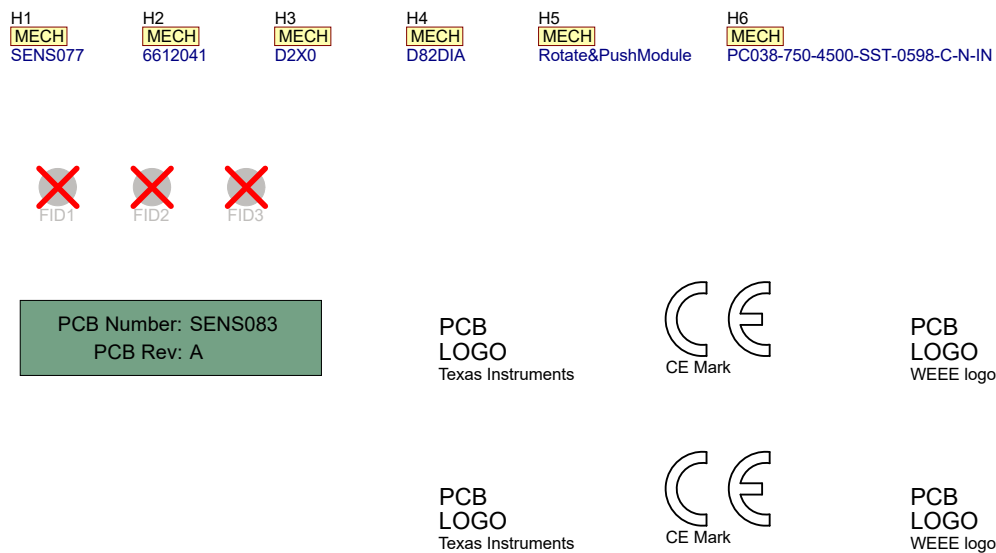 H1 H2 H3 H4 H5 H6
MECH MECH MECH MECH MECH MECH
SENS077 6612041 D2X0 D82DIA Rotate&PushModule PC038-750-4500-SST-0598-C-N-IN
FID1 FID2 FID3
PCB Number: SENS083
PCB Rev: A
PCB
LOGO
Texas Instruments
CE
CE Mark
PCB
LOGO
WEEE logo
PCB
LOGO
Texas Instruments
CE
CE Mark
PCB
LOGO
WEEE logo